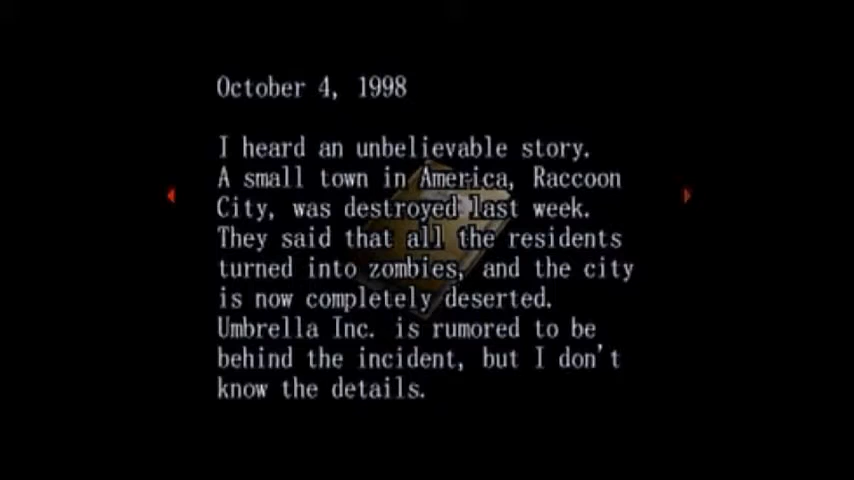 October 4, 1998
I heard an unbelievable story.
A small town in America, Raccoon
City, was destroyed last week.
They said that all the residents
turned into zombies, and the city
is now completely deserted.
Umbrella Inc. is rumored to be
behind the incident, but I don't
know the details.